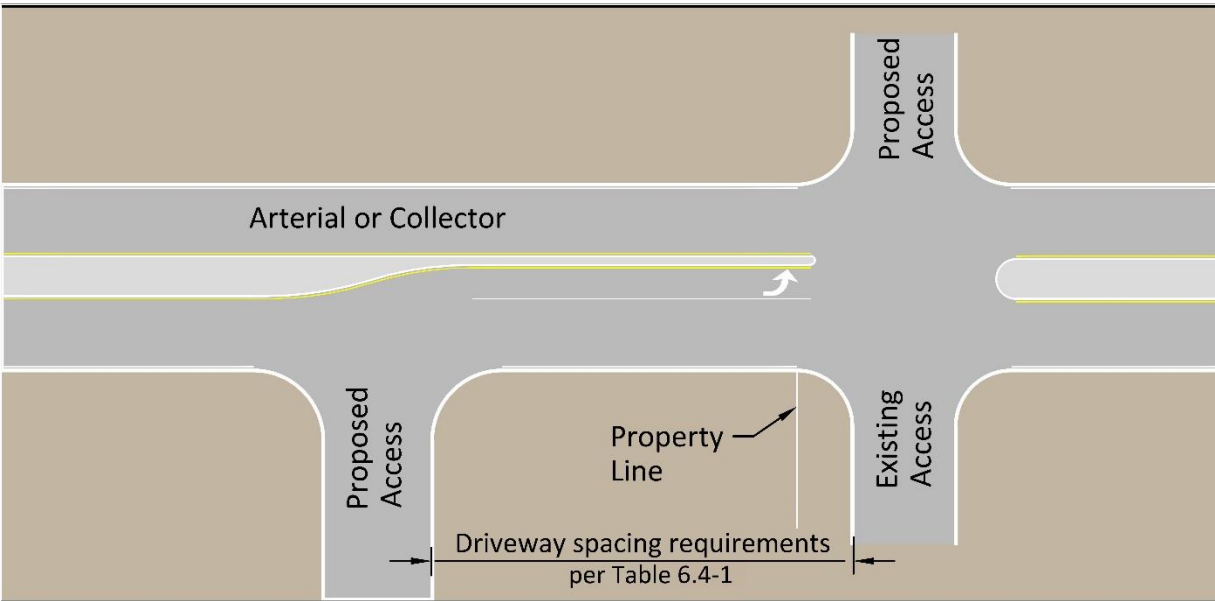 Proposed
Access
Arterial or Collector
Proposed
Access
Property
Line
Existing
Access
Driveway spacing requirements
per Table 6.4-1